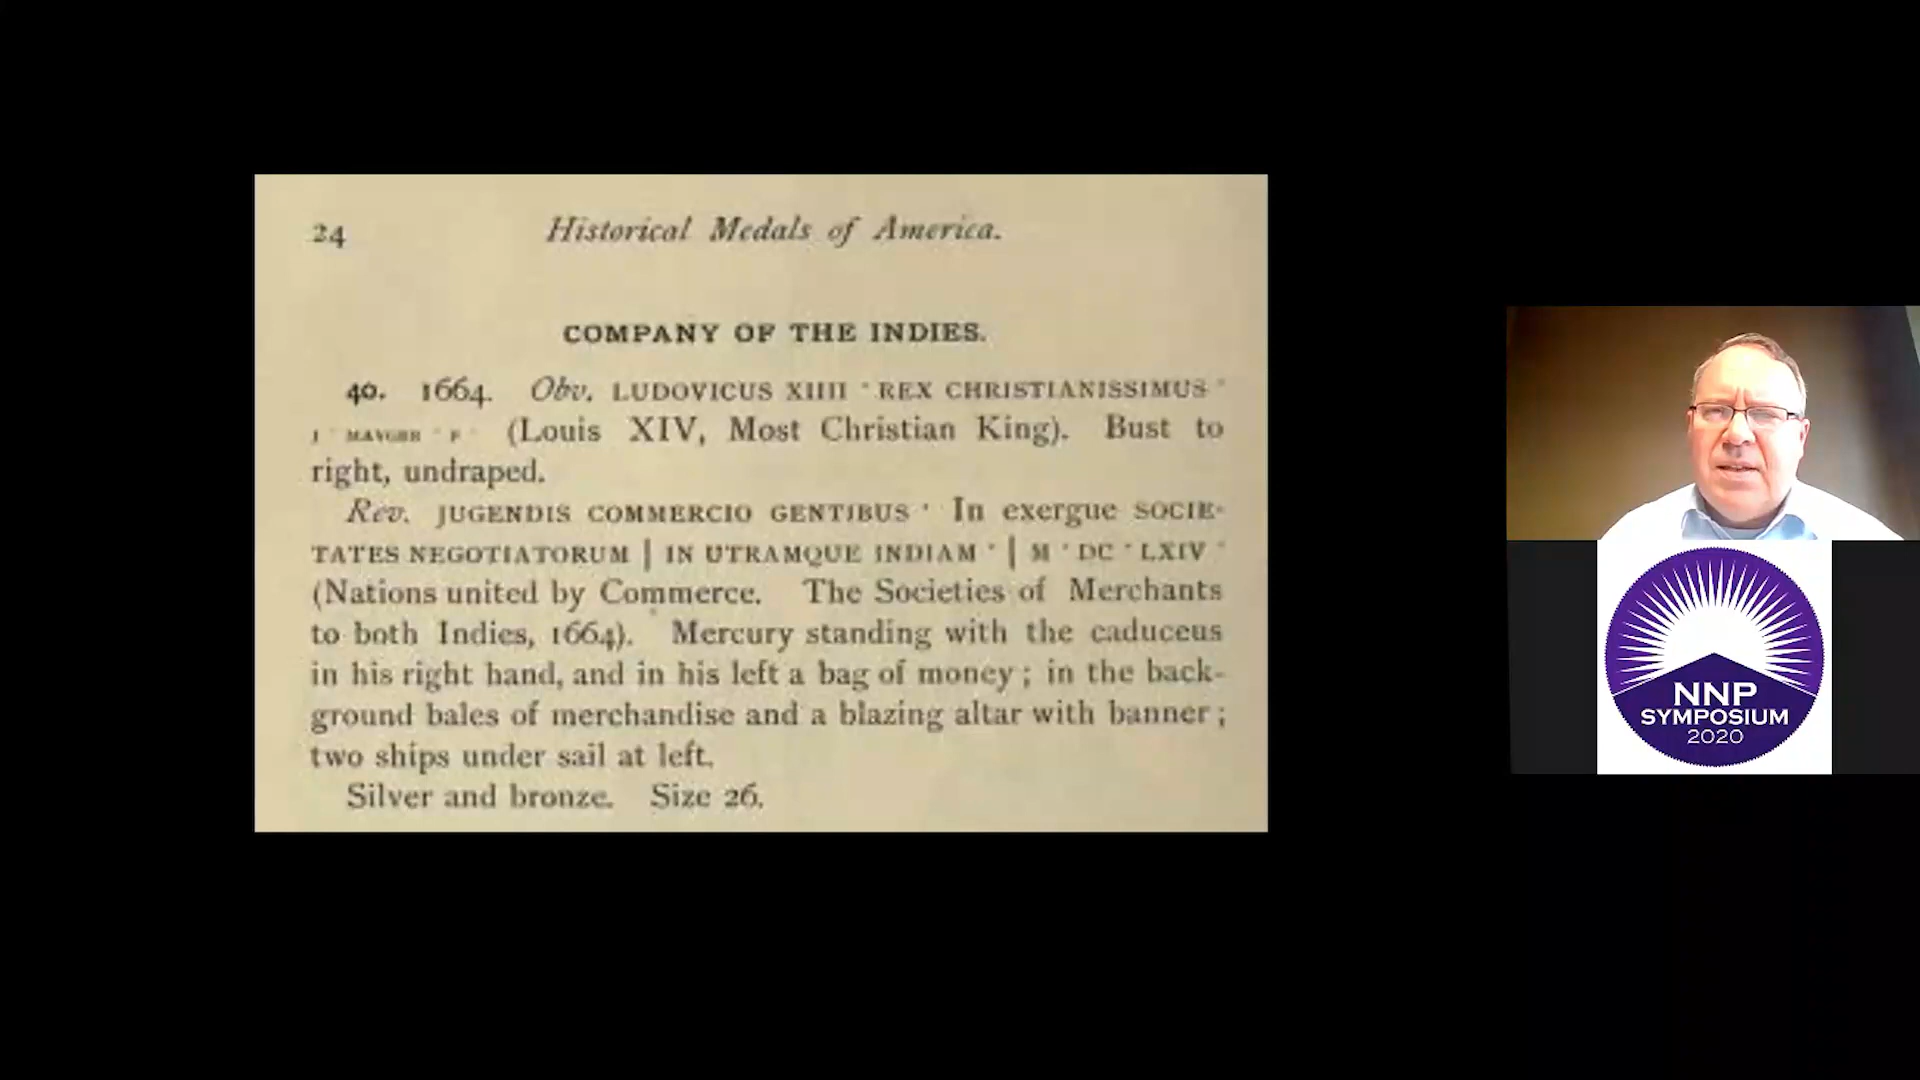 24 Historical Medals of America.
COMPANY OF THE INDIES.
40. 1664. Obv. LUDOVICUS XIIII · REX CHRISTIANISSIMUS ·
J · MAVGER · F · (Louis XIV, Most Christian King). Bust to
right, undraped.
Rev. JUGENDIS COMMERCIO GENTIBUS · In exergue SOCIE-
TATES NEGOTIATORUM | IN UTRAMQUE INDIAM · | M · DC · LXIV ·
(Nations united by Commerce. The Societies of Merchants
to both Indies, 1664). Mercury standing with the caduceus
in his right hand, and in his left a bag of money; in the back-
ground bales of merchandise and a blazing altar with banner;
two ships under sail at left.
Silver and bronze. Size 26.
NNP
SYMPOSIUM
2020